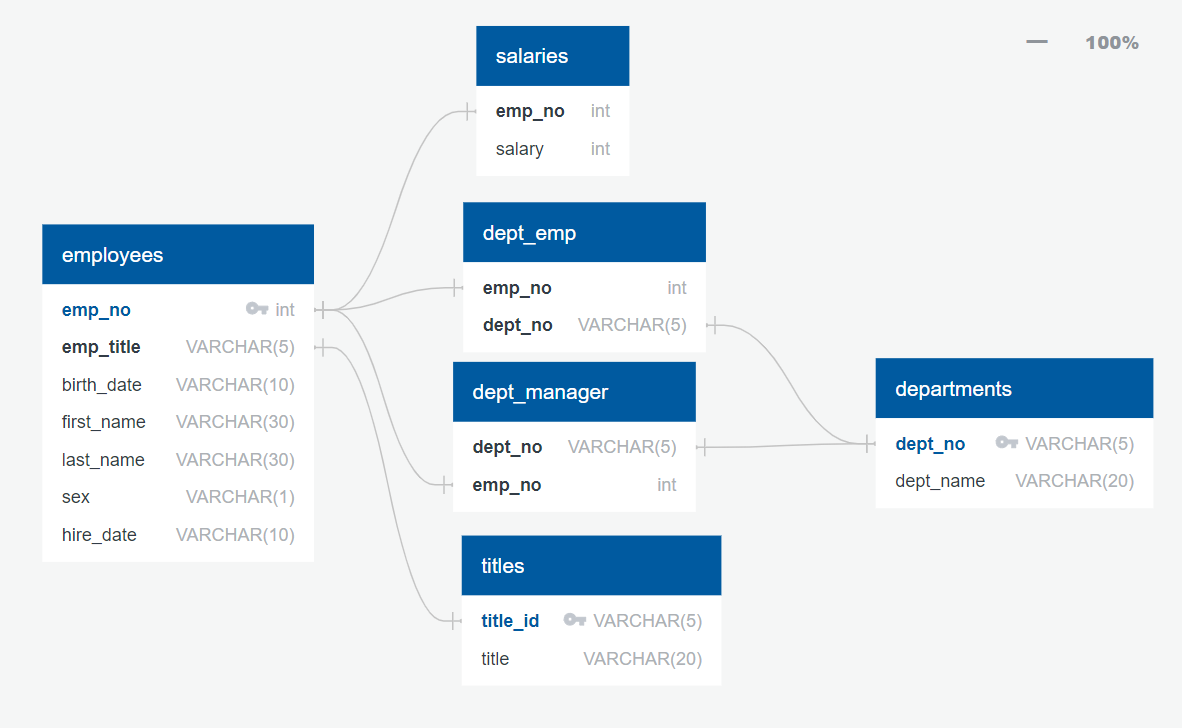 100%
salaries
emp_no int
salary int
dept_emp
emp_no int
dept_no VARCHAR(5)
employees
emp_no int
emp_title VARCHAR(5)
birth_date VARCHAR(10)
first_name VARCHAR(30)
last_name VARCHAR(30)
sex VARCHAR(1)
hire_date VARCHAR(10)
dept_manager
dept_no VARCHAR(5)
emp_no int
departments
dept_no VARCHAR(5)
dept_name VARCHAR(20)
titles
title_id VARCHAR(5)
title VARCHAR(20)